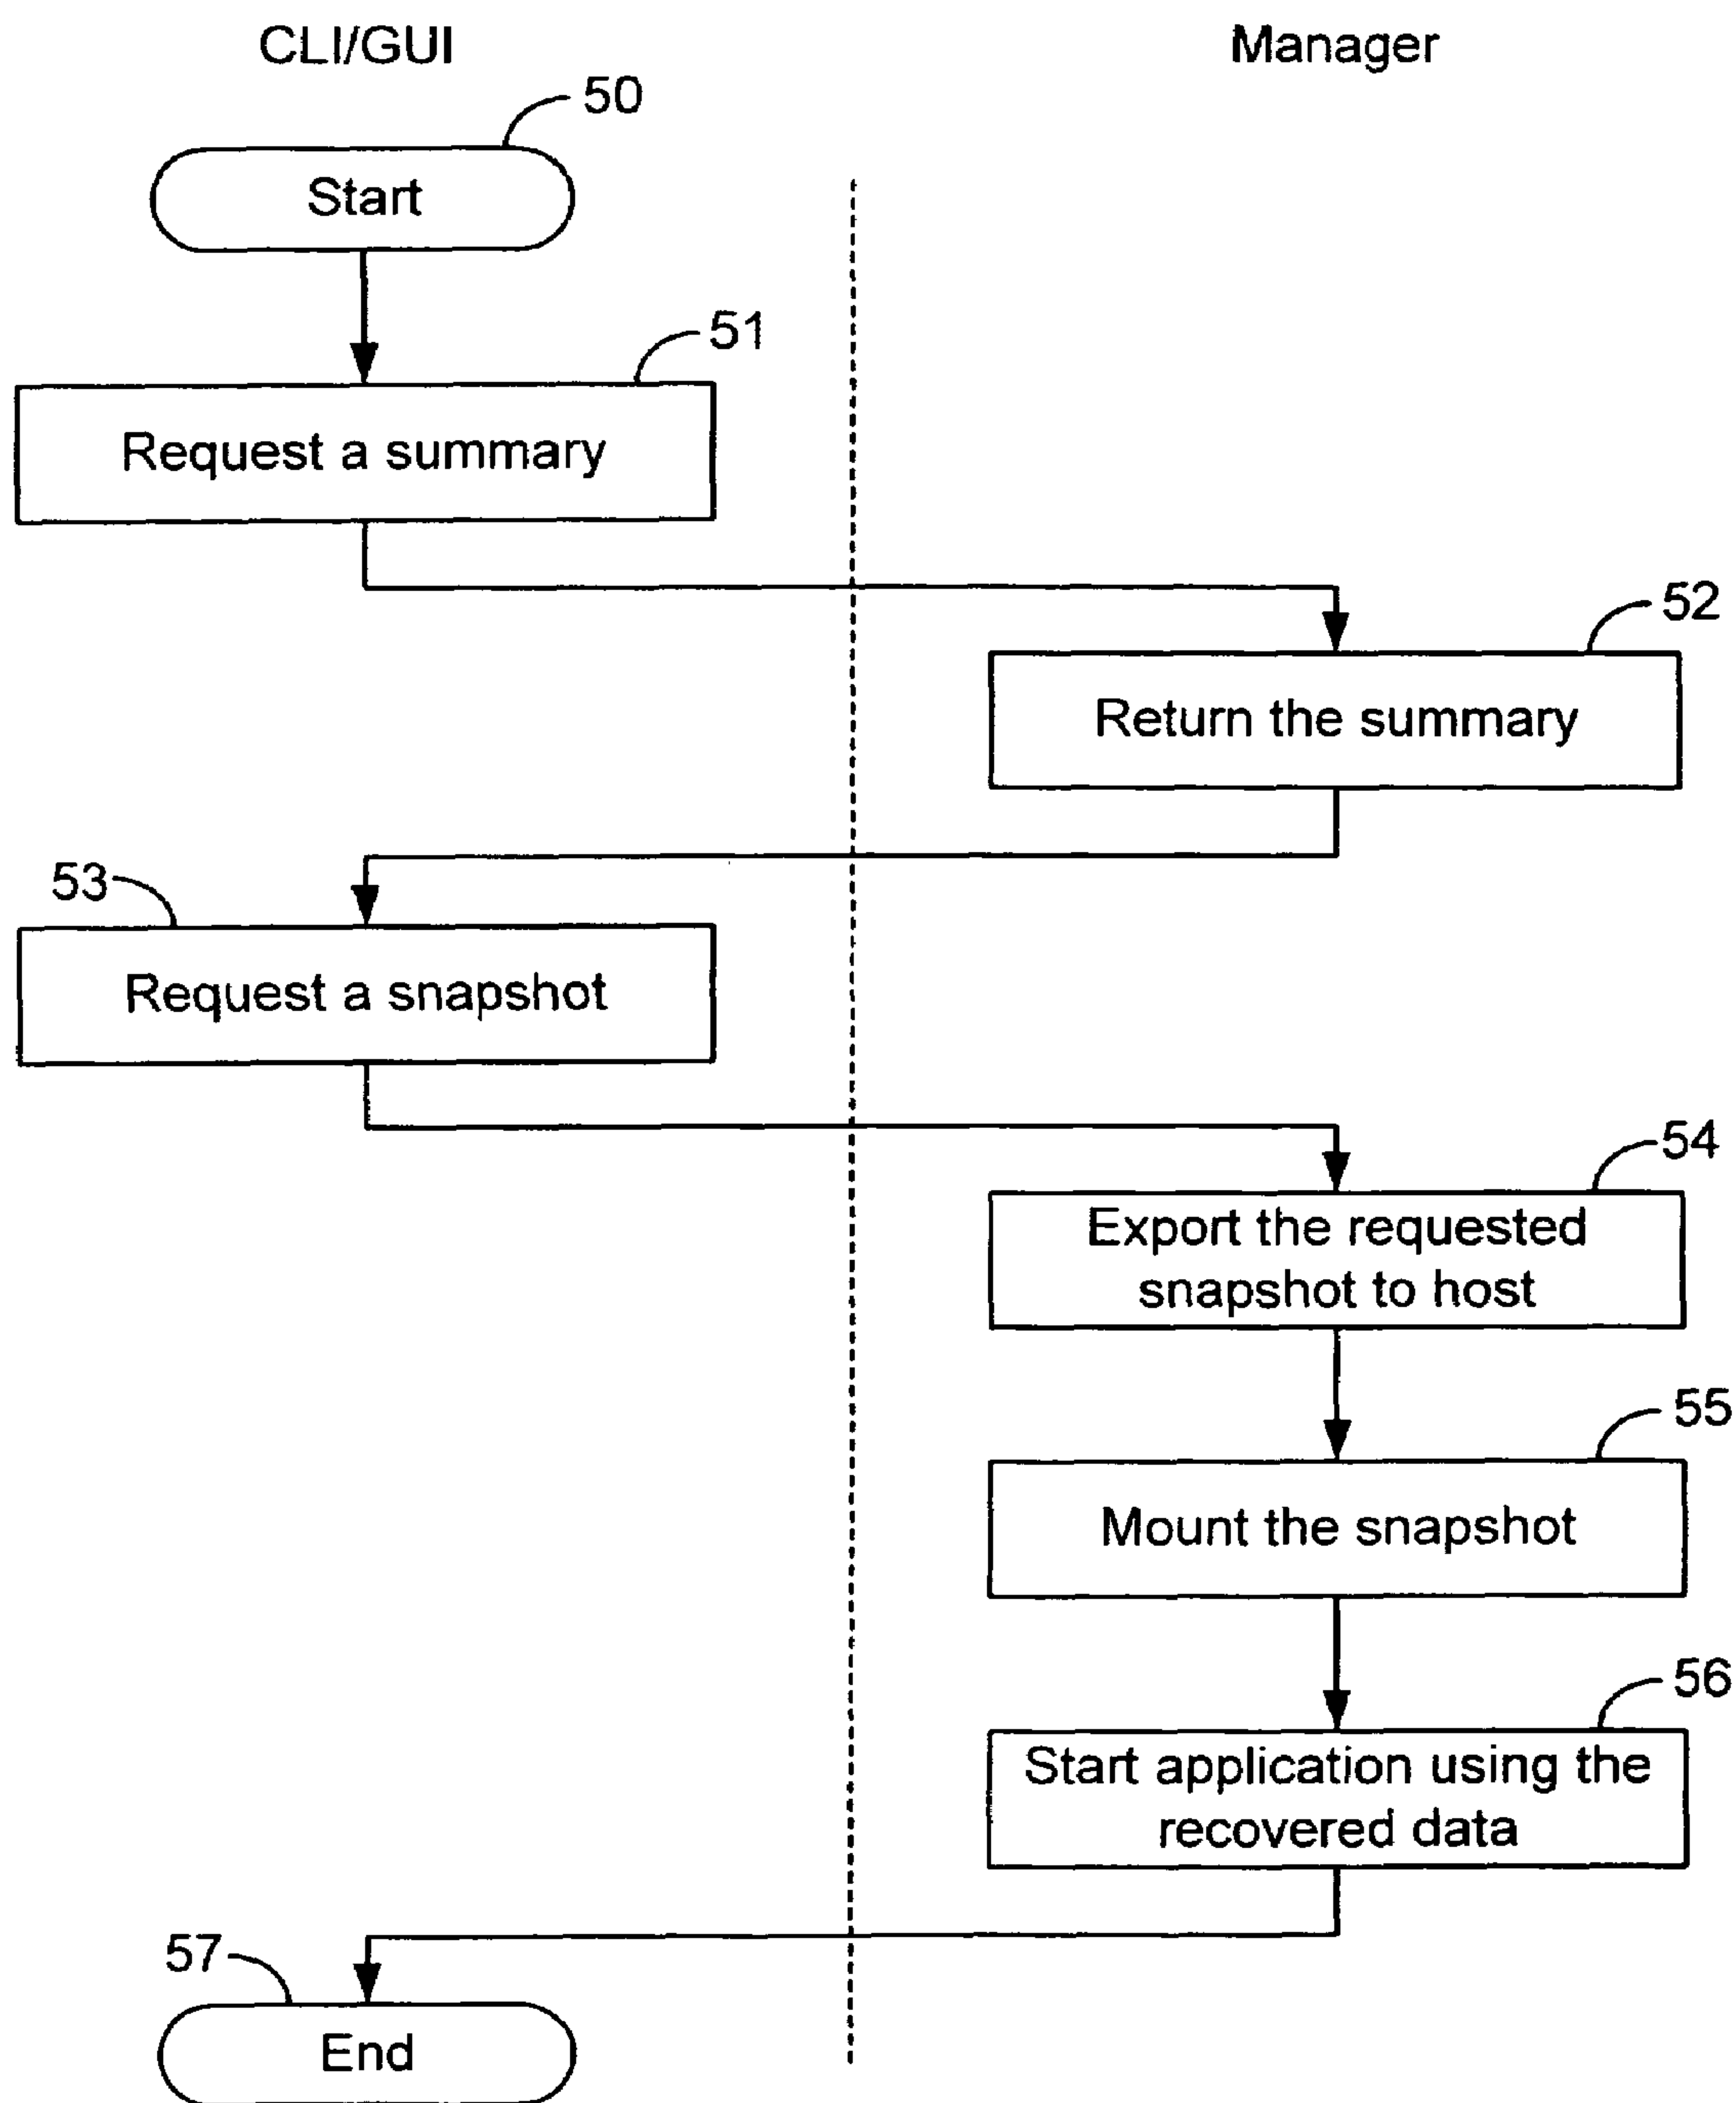 CLI/GUI
Manager
50
Start
51
Request a summary
52
Return the summary
53
Request a snapshot
54
Export the requested
snapshot to host
55
Mount the snapshot
56
Start application using the
recovered data
57
End